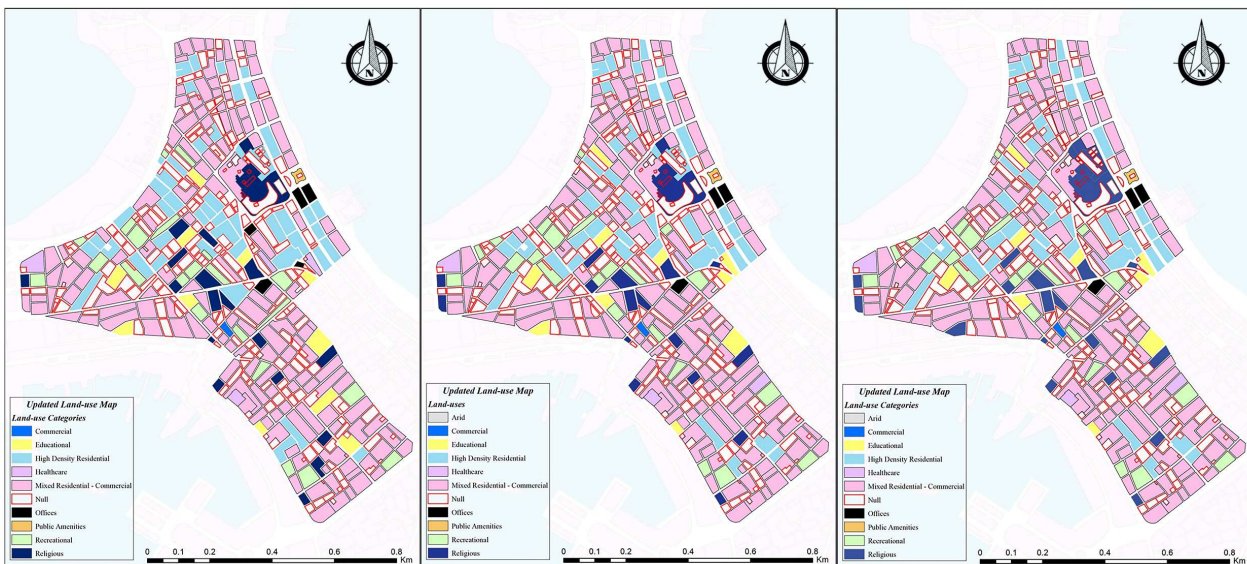 N
Updated Land-use Map
Land-use Categories
Commercial
Educational
High Density Residential
Healthcare
Mixed Residential - Commercial
Null
Offices
Public Amenities
Recreational
Religious
0 0.1 0.2 0.4 0.6 0.8
Km
N
Updated Land-use Map
Land-uses
Arid
Commercial
Educational
High Density Residential
Healthcare
Mixed Residential - Commercial
Null
Offices
Public Amenities
Recreational
Religious
0 0.1 0.2 0.4 0.6 0.8
Km
N
Updated Land-use Map
Land-use Categories
Arid
Commercial
Educational
High Density Residential
Healthcare
Mixed Residential - Commercial
Null
Offices
Public Amenities
Recreational
Religious
0 0.1 0.2 0.4 0.6 0.8
Km